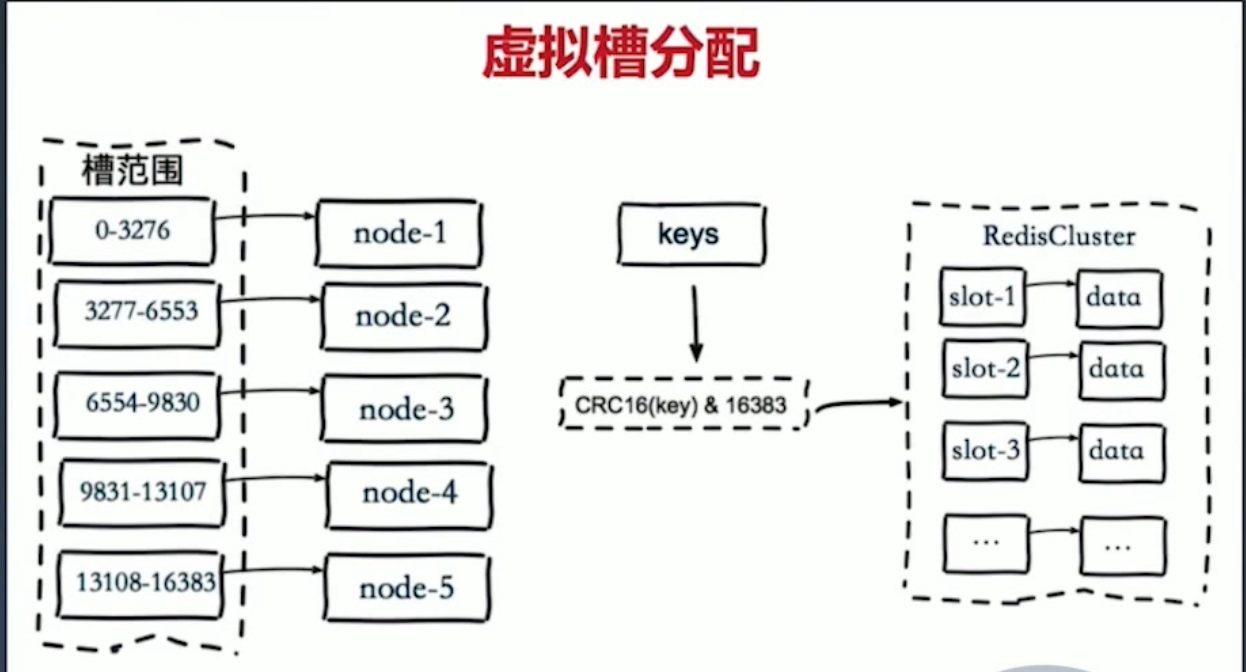 虚拟槽分配
槽范围
0-3276
node-1
3277-6553
node-2
6554-9830
node-3
9831-13107
node-4
13108-16383
node-5
keys
CRC16(key) & 16383
RedisCluster
slot-1
data
slot-2
data
slot-3
data
...
...